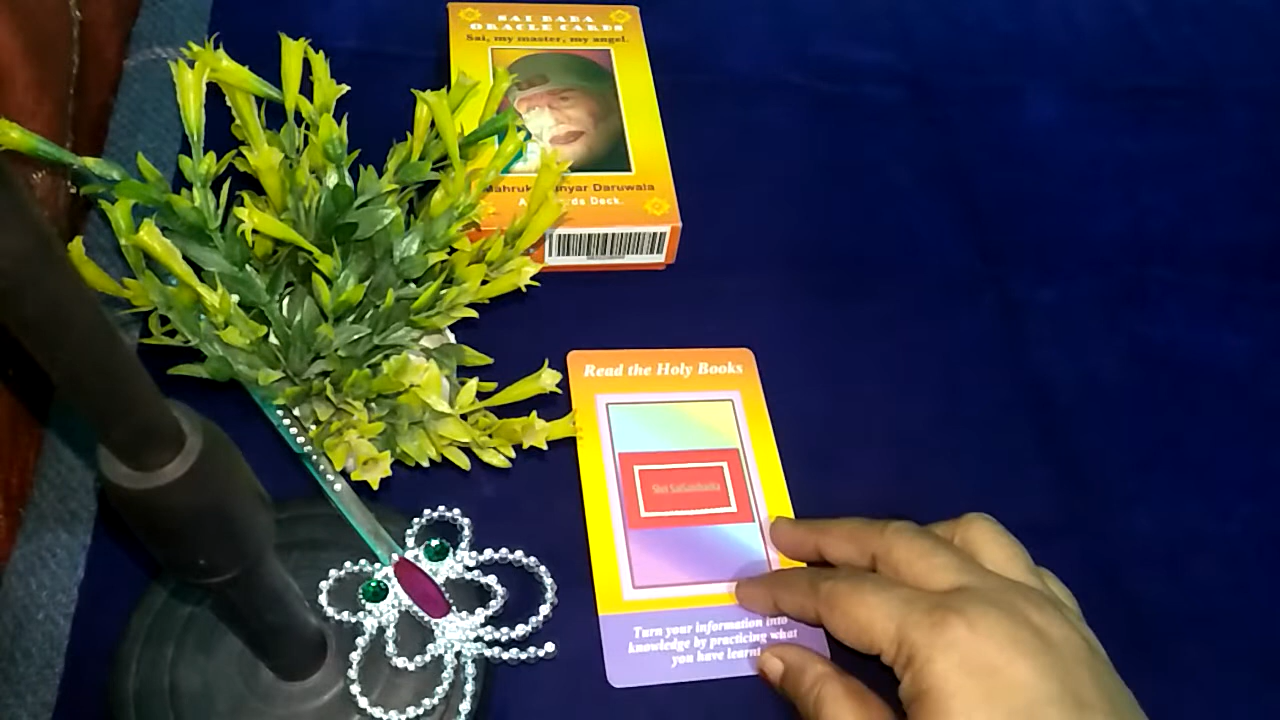 SAI BABA
ORACLE CARDS
Sai, my master, my angel.
Daruwala
Deck.
Read the Holy Books
Shri SaiSatcharita
Turn your information into
knowledge by practicing what
you have learnt